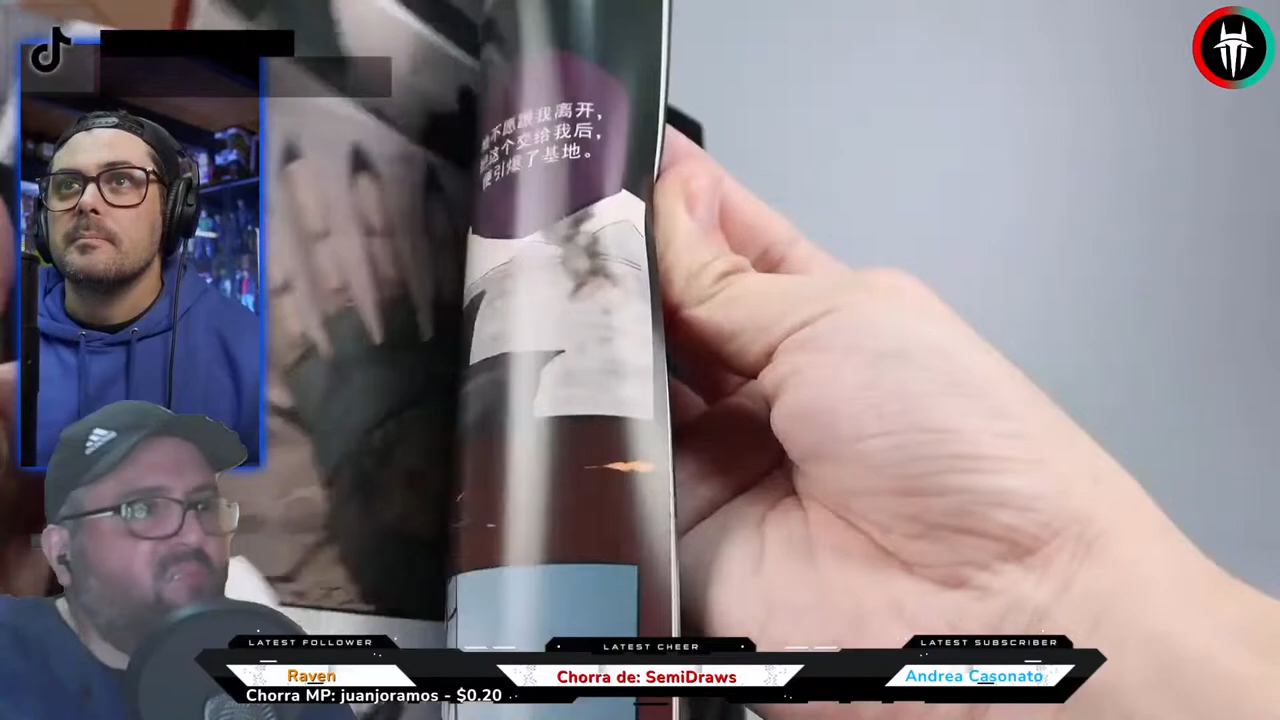 不愿跟我离开,
这个交给我后,
便引爆了基地。
LATEST FOLLOWER
Raven
Chorra MP: juanjoramos - $0.20
LATEST CHEER
Chorra de: SemiDraws
LATEST SUBSCRIBER
Andrea Casonato